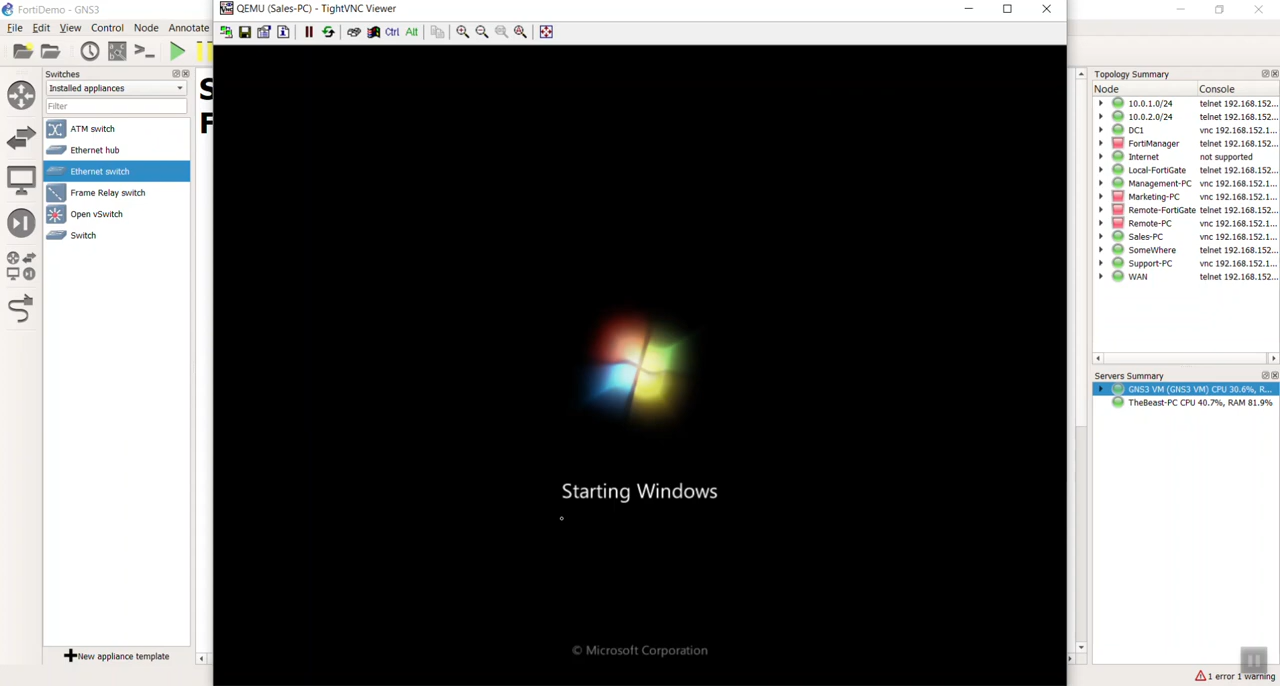 FortiDemo - GNS3
QEMU (Sales-PC) - TightVNC Viewer
File Edit View Control Node Annotate
Ctrl Alt
Switches
Installed appliances
Filter
ATM switch
Ethernet hub
Ethernet switch
Frame Relay switch
Open vSwitch
Switch
New appliance template
S
F
Starting Windows
© Microsoft Corporation
Topology Summary
Node Console
10.0.1.0/24 telnet 192.168.152...
10.0.2.0/24 telnet 192.168.152...
DC1 vnc 192.168.152.1...
FortiManager telnet 192.168.152...
Internet not supported
Local-FortiGate telnet 192.168.152...
Management-PC vnc 192.168.152.1...
Marketing-PC vnc 192.168.152.1...
Remote-FortiGate telnet 192.168.152...
Remote-PC vnc 192.168.152.1...
Sales-PC vnc 192.168.152.1...
SomeWhere telnet 192.168.152...
Support-PC vnc 192.168.152.1...
WAN telnet 192.168.152...
Servers Summary
GNS3 VM (GNS3 VM) CPU 30.6%, R...
TheBeast-PC CPU 40.7%, RAM 81.9%
1 error 1 warning